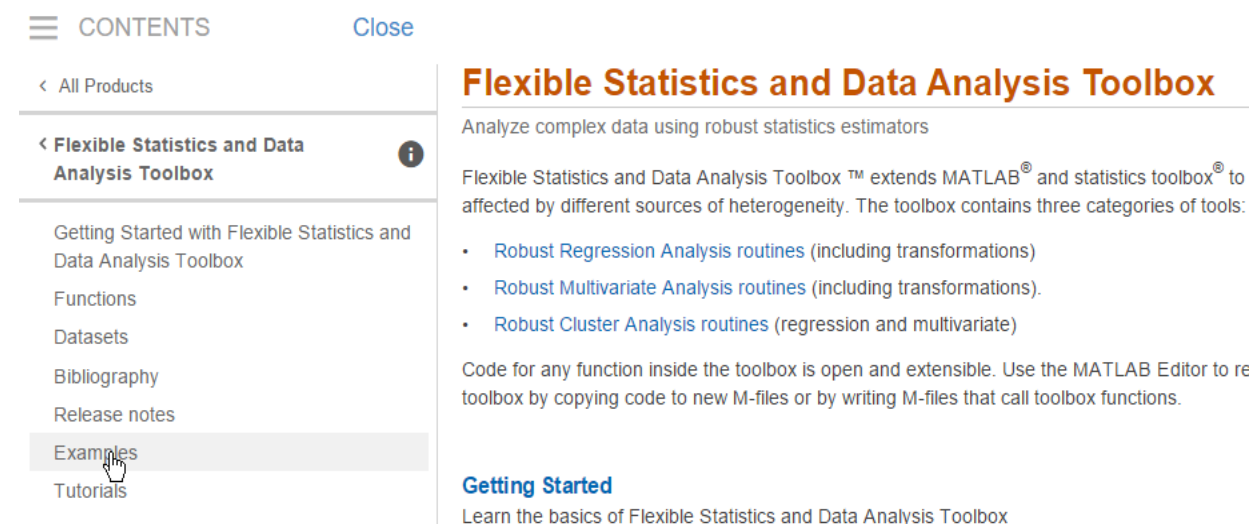 CONTENTS Close
< All Products
< Flexible Statistics and Data
Analysis Toolbox
Getting Started with Flexible Statistics and
Data Analysis Toolbox
Functions
Datasets
Bibliography
Release notes
Examples
Tutorials
Flexible Statistics and Data Analysis Toolbox
Analyze complex data using robust statistics estimators
Flexible Statistics and Data Analysis Toolbox ™ extends MATLAB® and statistics toolbox® to
affected by different sources of heterogeneity. The toolbox contains three categories of tools:
• Robust Regression Analysis routines (including transformations)
• Robust Multivariate Analysis routines (including transformations).
• Robust Cluster Analysis routines (regression and multivariate)
Code for any function inside the toolbox is open and extensible. Use the MATLAB Editor to re
toolbox by copying code to new M-files or by writing M-files that call toolbox functions.
Getting Started
Learn the basics of Flexible Statistics and Data Analysis Toolbox